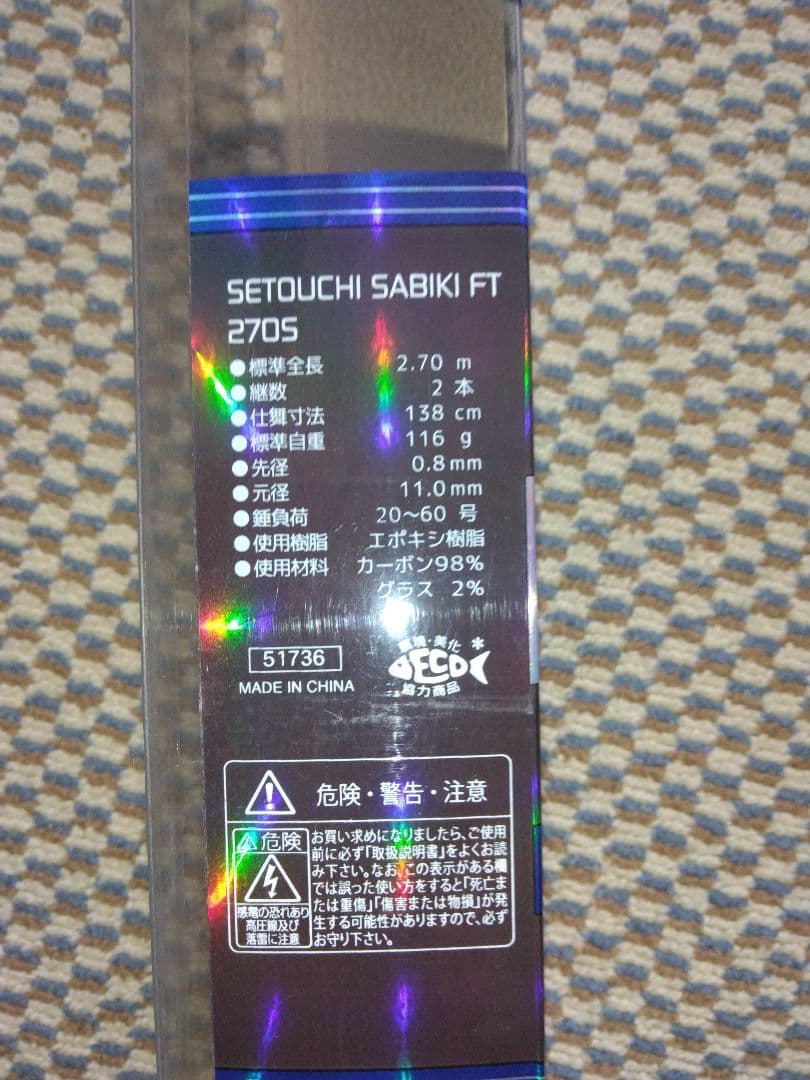 SETOUCHI SABIKI FT
270S
●標準全長 2.70 m
●継数 2 本
●仕舞寸法 138 cm
●標準自重 116 g
●先径 0.8mm
●元径 11.0mm
●錘負荷 20〜60 号
●使用樹脂 エポキシ樹脂
●使用材料 カーボン98%
グラス 2%
51736
MADE IN CHINA
環境・美化
ECO
協力商品
危険・警告・注意
危険
感電の恐れあり
高圧線及び
落雷に注意
お買い求めになりましたら、ご使用
前に必ず「取扱説明書」をよくお読
み下さい。なお、この表示がある欄
では誤った使い方をすると「死亡ま
たは重傷」「傷害または物損」が発
生する可能性がありますので、必ず
お守り下さい。